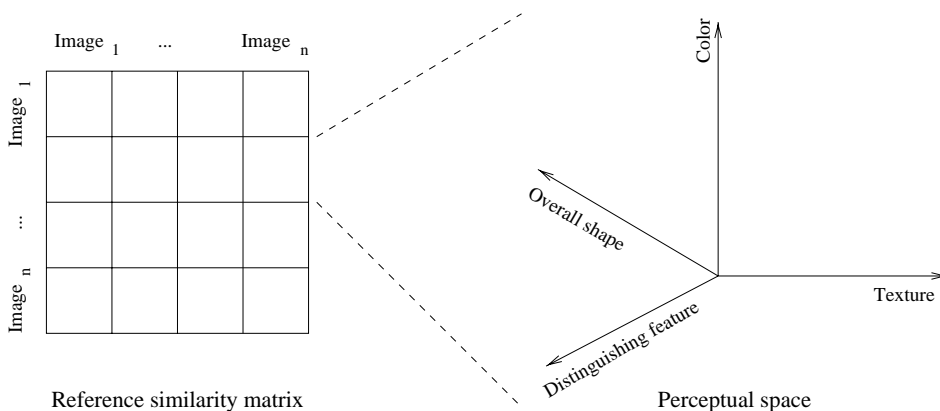 Image 1 ... Image n
Image 1
...
Image n
Reference similarity matrix
Color
Overall shape
Texture
Distinguishing feature
Perceptual space